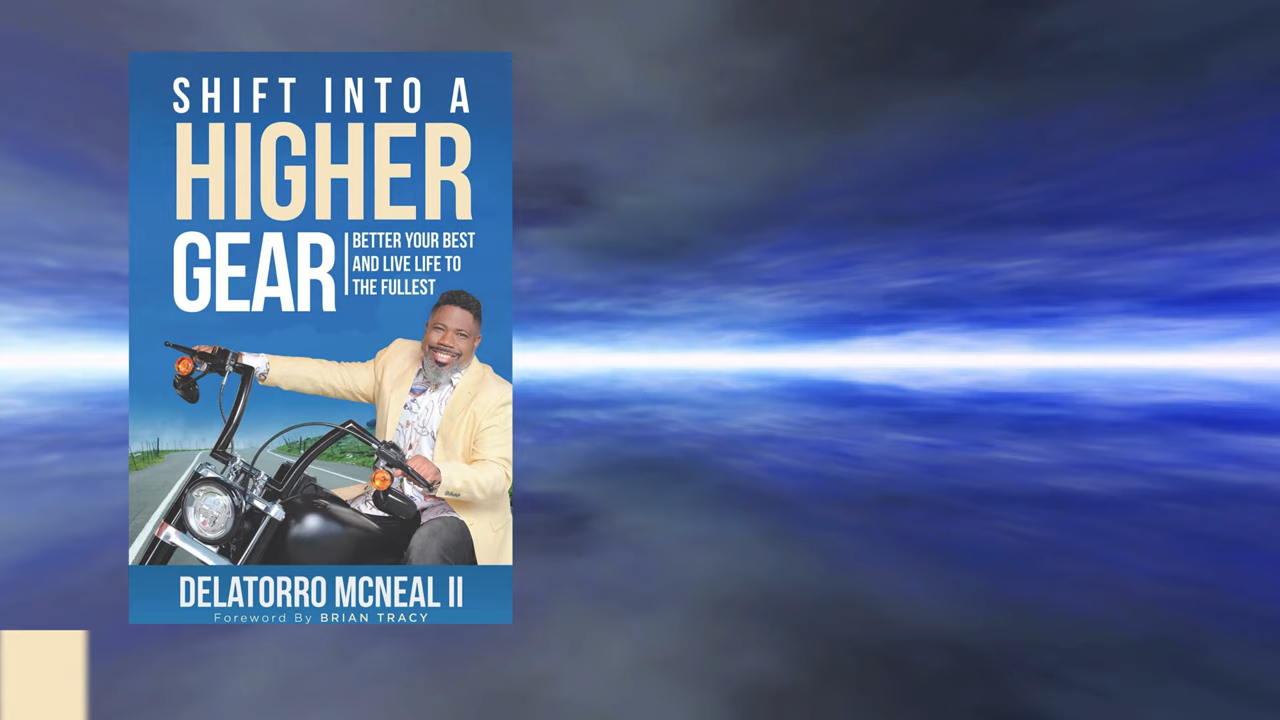 SHIFT INTO A
HIGHER
GEAR
BETTER YOUR BEST
AND LIVE LIFE TO
THE FULLEST
DELATORRO MCNEAL II
Foreword By BRIAN TRACY